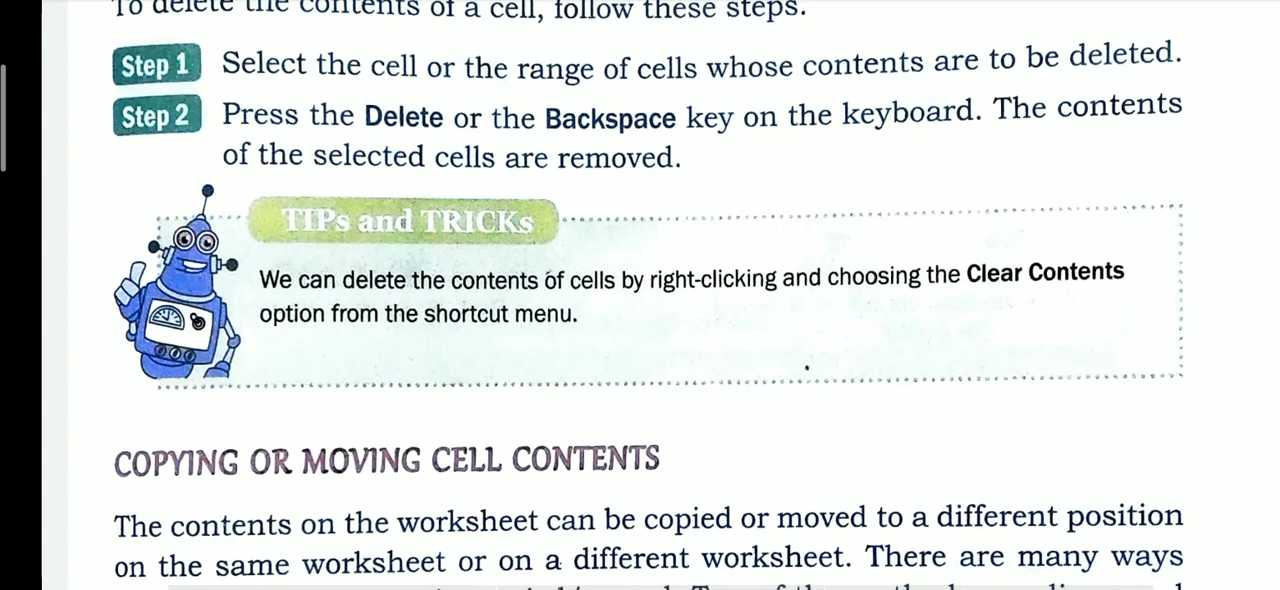 To delete the contents of a cell, follow these steps.
Step 1 Select the cell or the range of cells whose contents are to be deleted.
Step 2 Press the Delete or the Backspace key on the keyboard. The contents
of the selected cells are removed.
TIPs and TRICKs
We can delete the contents of cells by right-clicking and choosing the Clear Contents
option from the shortcut menu.
COPYING OR MOVING CELL CONTENTS
The contents on the worksheet can be copied or moved to a different position
on the same worksheet or on a different worksheet. There are many ways